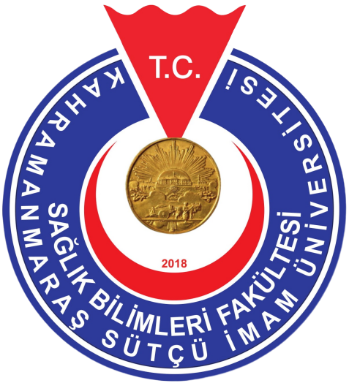 T.C.
KAHRAMANMARAŞ SÜTÇÜ İMAM ÜNİVERSİTESİ
SAĞLIK BİLİMLERİ FAKÜLTESİ
2018